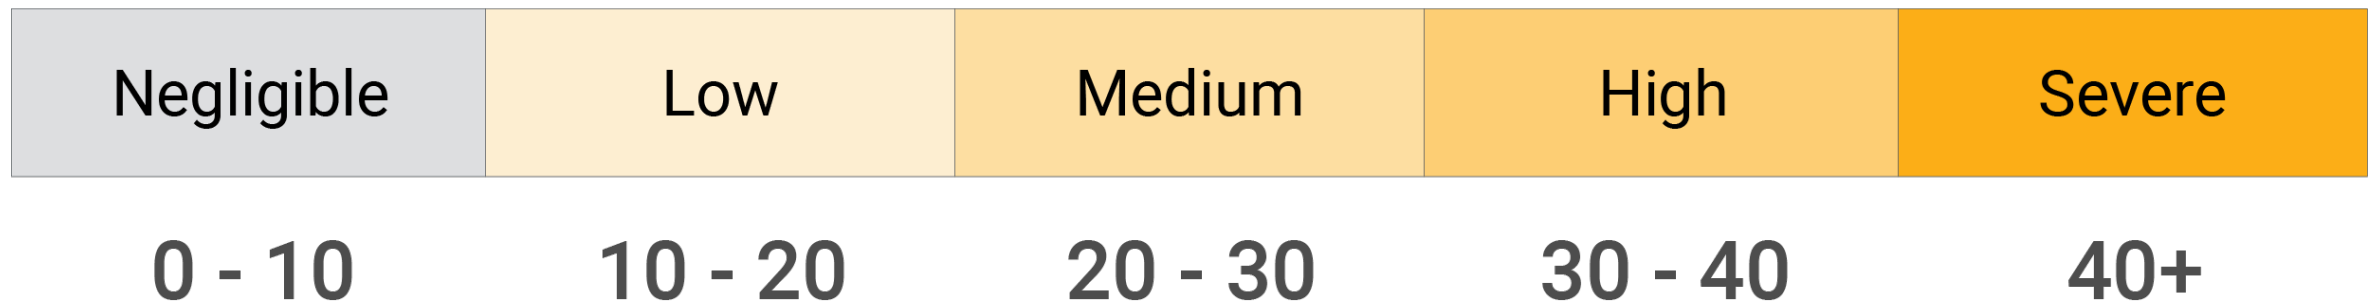 Negligible Low Medium High Severe
0 - 10 10 - 20 20 - 30 30 - 40 40+